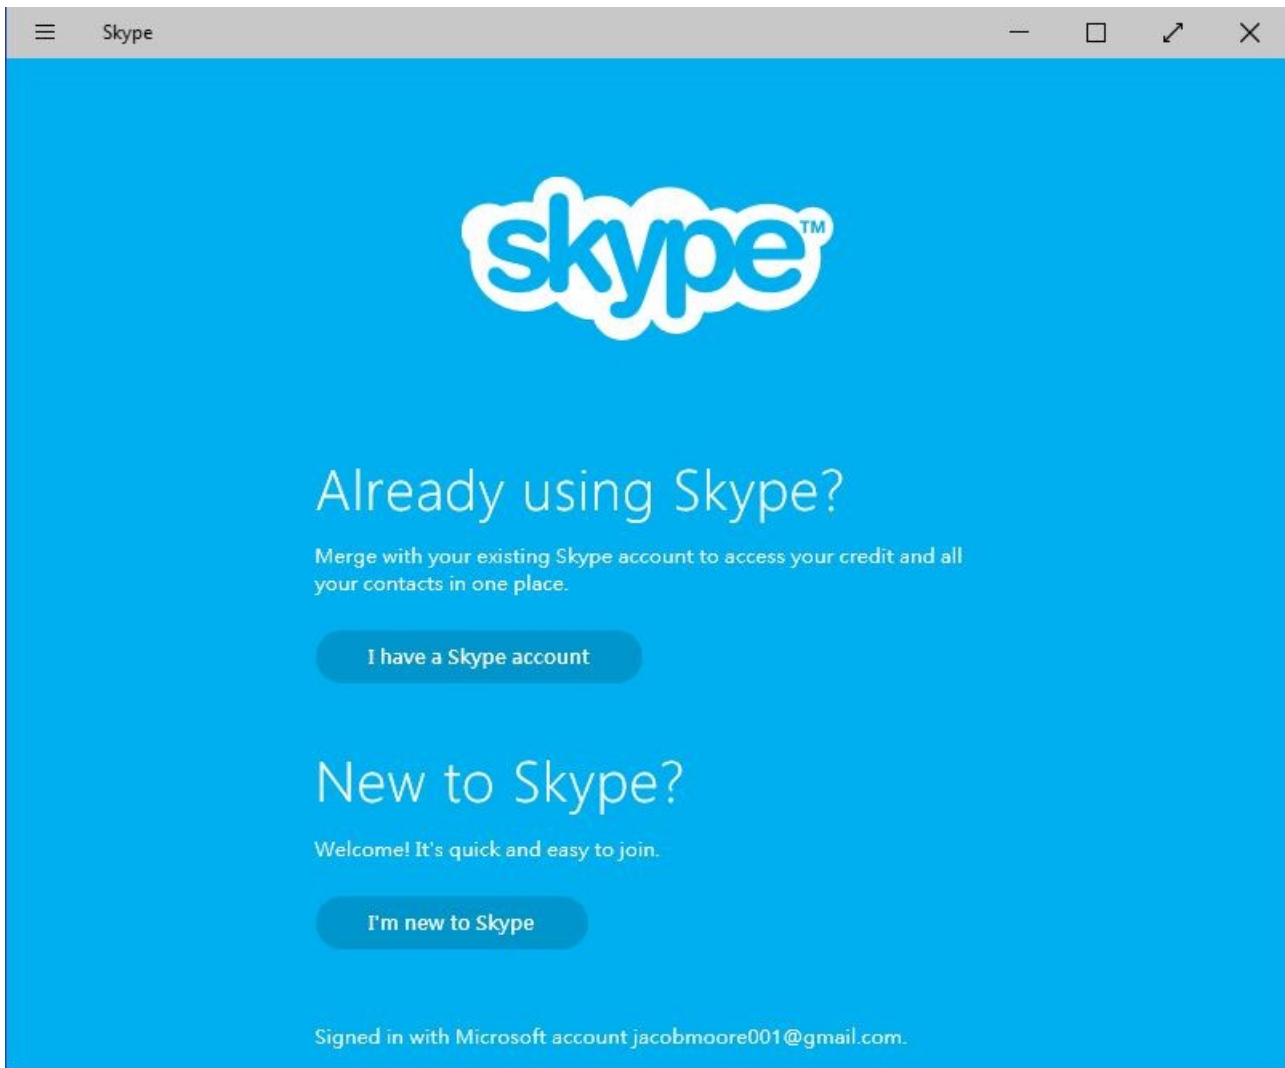 Skype
skype™
Already using Skype?
Merge with your existing Skype account to access your credit and all
your contacts in one place.
I have a Skype account
New to Skype?
Welcome! It's quick and easy to join.
I'm new to Skype
Signed in with Microsoft account jacobmoore001@gmail.com.